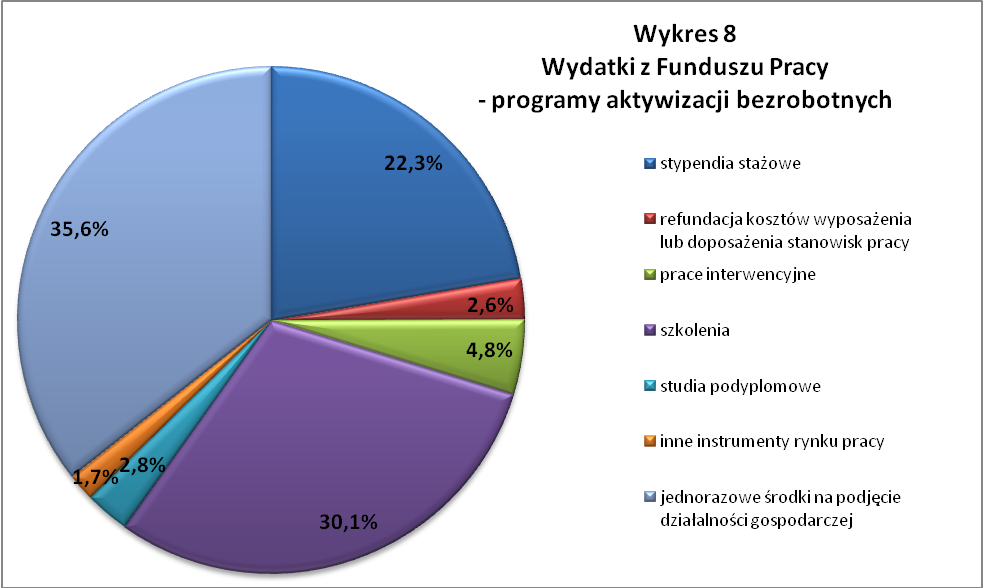 Wykres 8
Wydatki z Funduszu Pracy
- programy aktywizacji bezrobotnych
22,3%
2,6%
4,8%
30,1%
2,8%
1,7%
35,6%
stypendia stażowe
refundacja kosztów wyposażenia
lub doposażenia stanowisk pracy
prace interwencyjne
szkolenia
studia podyplomowe
inne instrumenty rynku pracy
jednorazowe środki na podjęcie
działalności gospodarczej